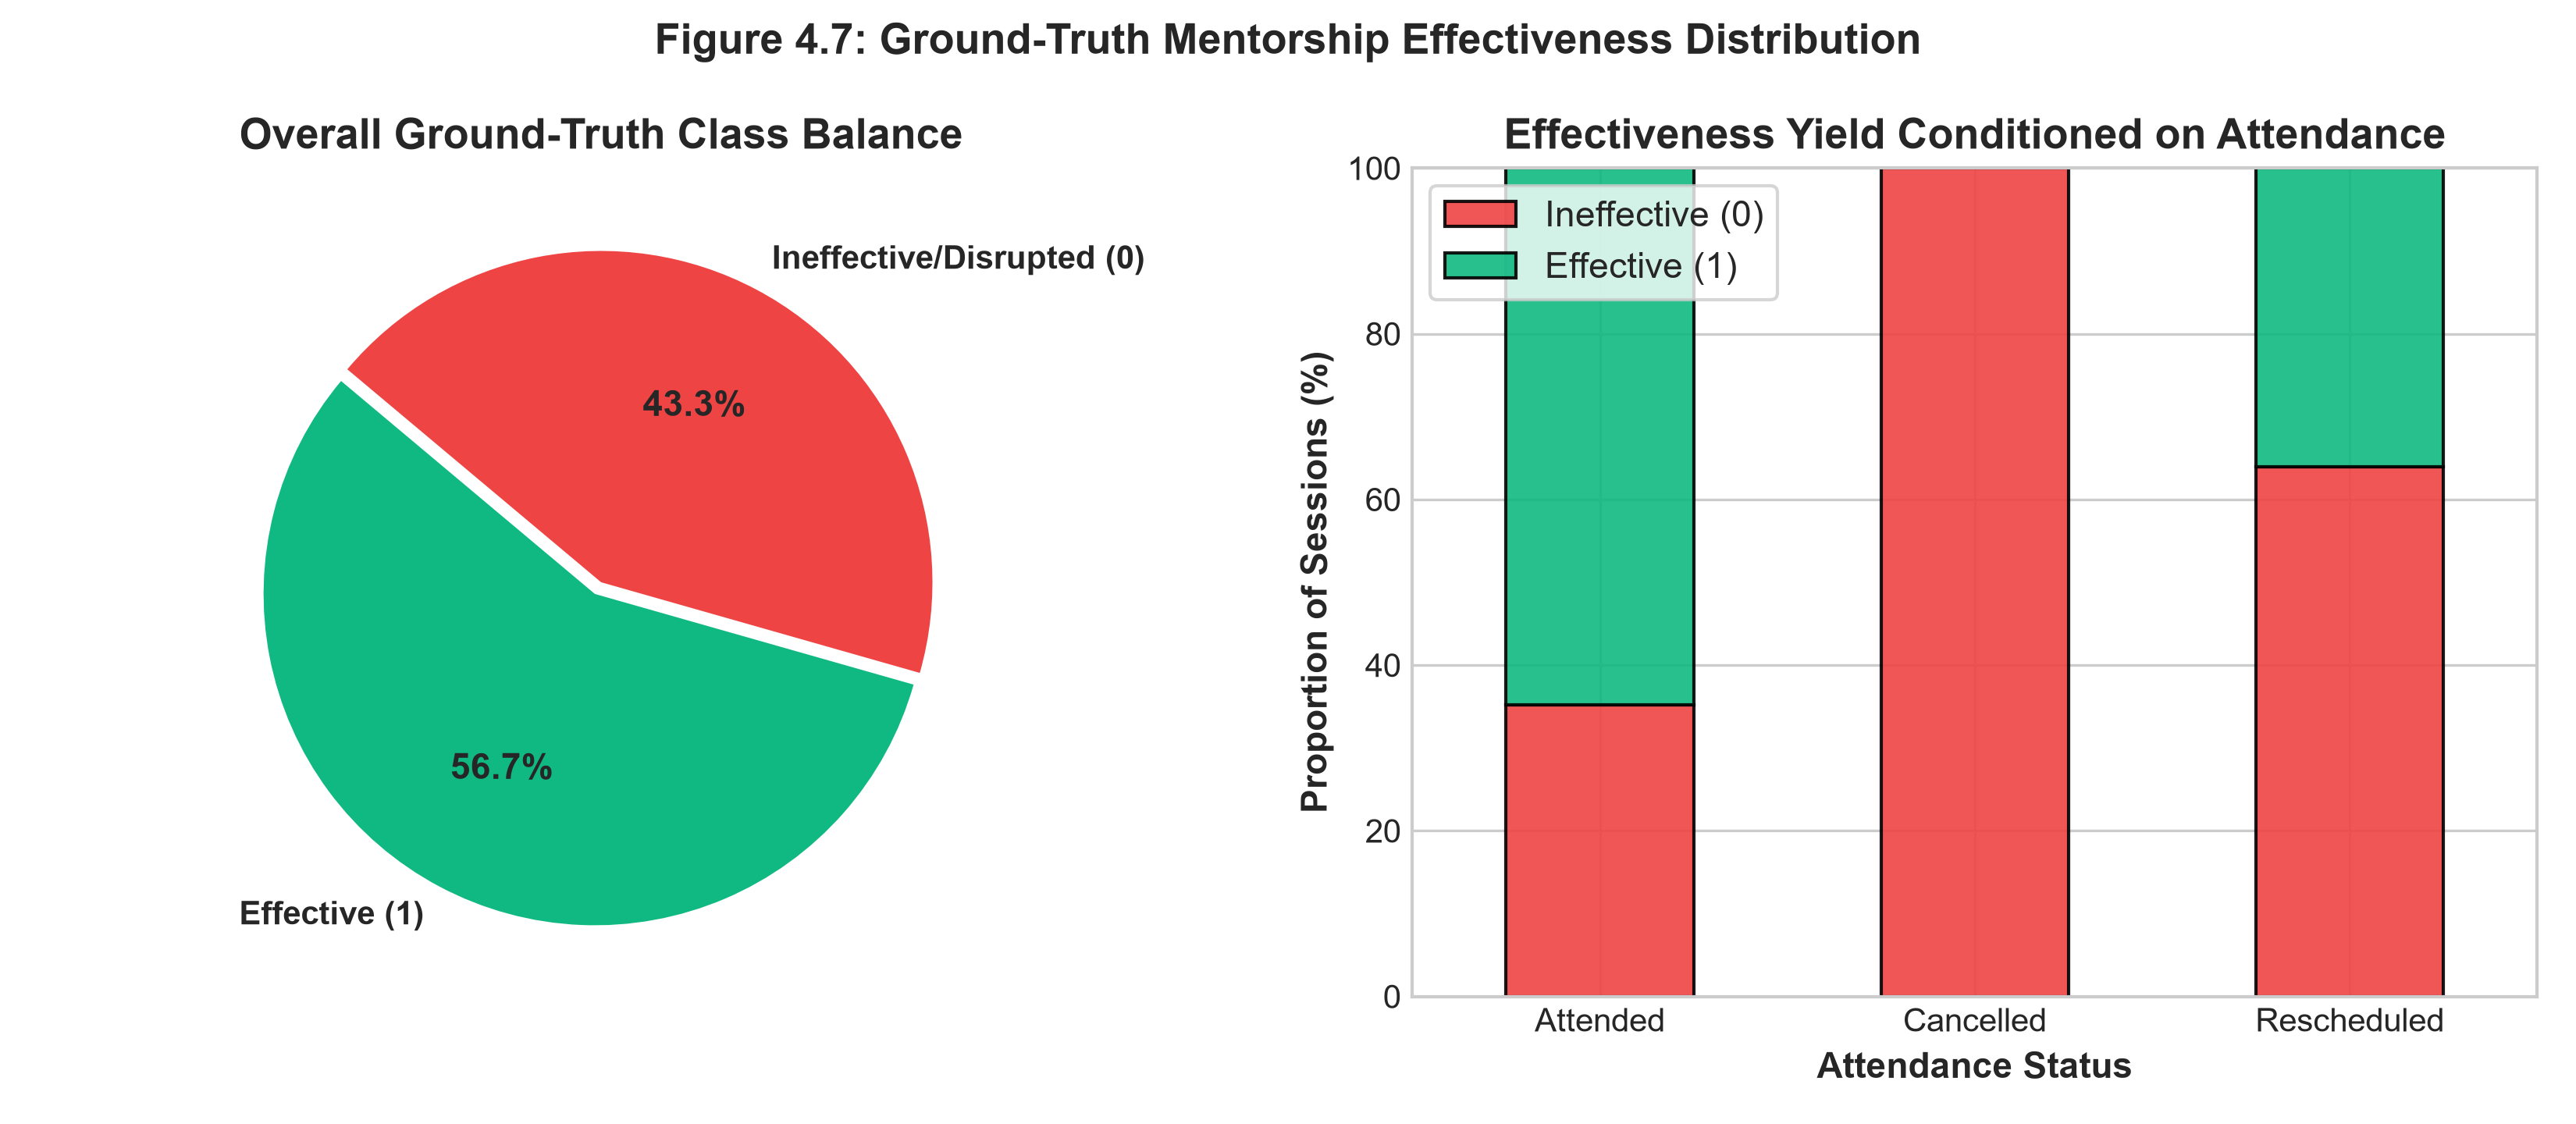 Figure 4.7: Ground-Truth Mentorship Effectiveness Distribution
Overall Ground-Truth Class Balance
Ineffective/Disrupted (0)
43.3%
56.7%
Effective (1)
Effectiveness Yield Conditioned on Attendance
Ineffective (0)
Effective (1)
Proportion of Sessions (%)
100
80
60
40
20
0
Attended Cancelled Rescheduled
Attendance Status